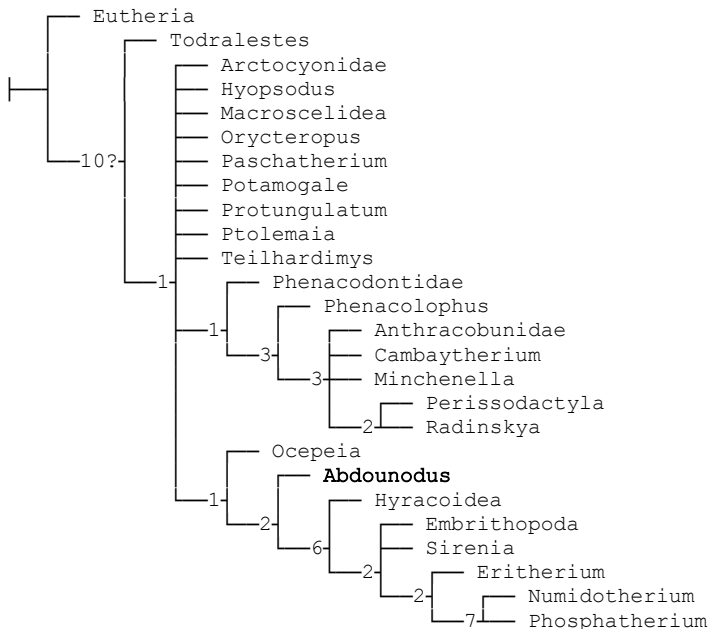 Eutheria
Todralestes
Arctocyonidae
Hyopsodus
Macroscelidea
Orycteropus
10?
Paschatherium
Potamogale
Protungulatum
Ptolemaia
Teilhardimys
1
Phenacodontidae
Phenacolophus
1
Anthracobunidae
3
Cambaytherium
3
Minchenella
Perissodactyla
2
Radinskya
Ocepeia
Abdounodus
1
Hyracoidea
2
Embrithopoda
6
Sirenia
2
Eritherium
2
Numidotherium
7
Phosphatherium